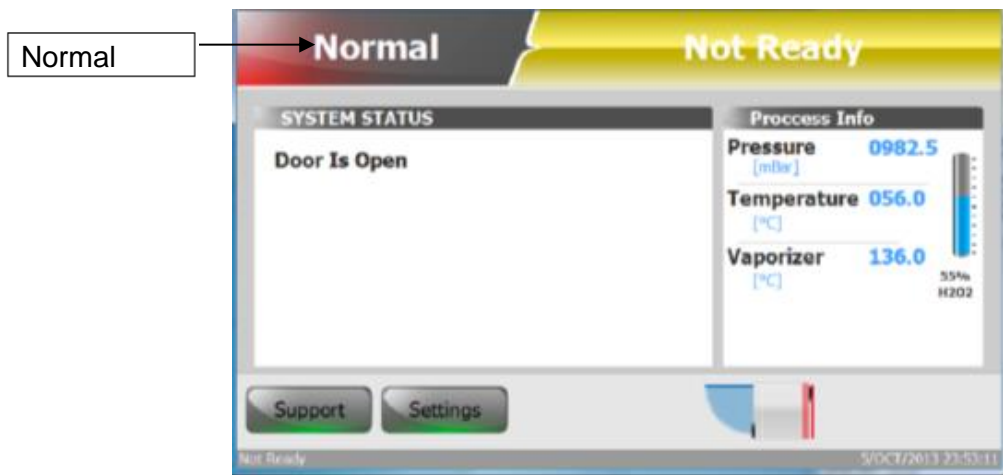 Normal
Normal
Not Ready
SYSTEM STATUS
Door Is Open
Proccess Info
Pressure 0982.5
[mBar]
Temperature 056.0
[°C]
Vaporizer 136.0
[°C]
55%
H2O2
Support
Settings
Not Ready
5/OCT/2013 23:53:11